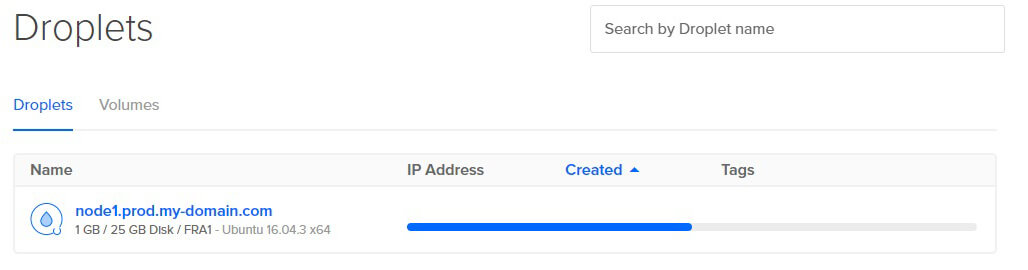 Droplets
Search by Droplet name
Droplets Volumes
Name IP Address Created Tags
node1.prod.my-domain.com
1 GB / 25 GB Disk / FRA1 - Ubuntu 16.04.3 x64